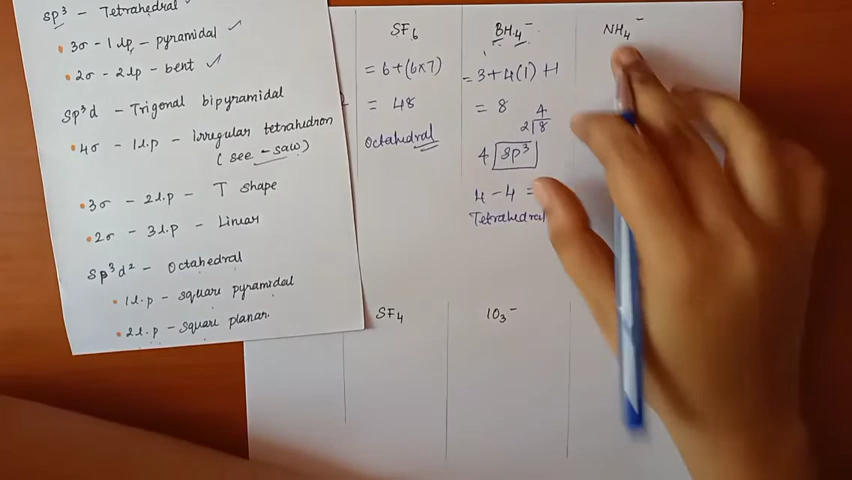 sp³ - Tetrahedral ✓
• 3σ - 1l.p - pyramidal ✓
• 2σ - 2lp - bent ✓
sp³d - Trigonal bipyramidal
• 4σ - 1l.p - irregular tetrahedron
(see-saw)
• 3σ - 2l.p - T shape
• 2σ - 3l.p - Linear
sp³d² - Octahedral
• 1l.p - square pyramidal
• 2l.p - square planar.
SF₆
= 6+(6×7)
= 48
Octahedral
BH₄⁻
= 3+4(1)+1
= 8
4
2√8
4 sp³
4-4 =
Tetrahedral
NH₄⁻
SF₄
IO₃⁻